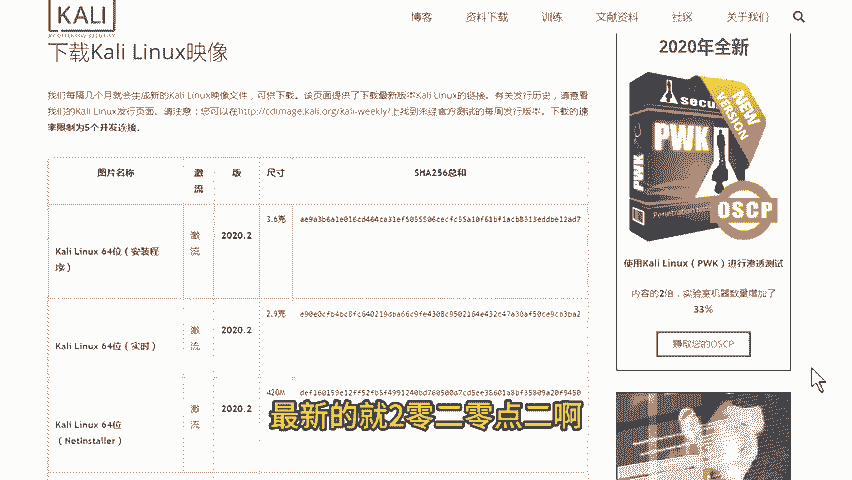 KALI
博客 资料下载 训练 文献资料 社区 关于我们
下载Kali Linux映像
我们每隔几个月就会生成新的Kali Linux映像文件，可供下载。该页面提供了下载最新版本Kali Linux的链接。有关发行历史，请查看
我们的Kali Linux发行页面。请注意：您可以在http://cdimage.kali.org/kali-weekly/上找到未经官方测试的每周发行版本。下载的速
率限制为5个并发连接。
图片名称 激流 版 尺寸 SHA256总和
Kali Linux 64位（安装程序） 激流 2020.2 3.6克
Kali Linux 64位（实时） 激流 2020.2 2.9克
Kali Linux 64位（NetInstaller） 激流 2020.2 420M
2020年全新
NEW VERSION
PWK
PWK
OSCP
使用Kali Linux（PWK）进行渗透测试
内容的2倍，实验室机器数量增加了
33%
赚取您的OSCP
最新的就2零二零点二啊